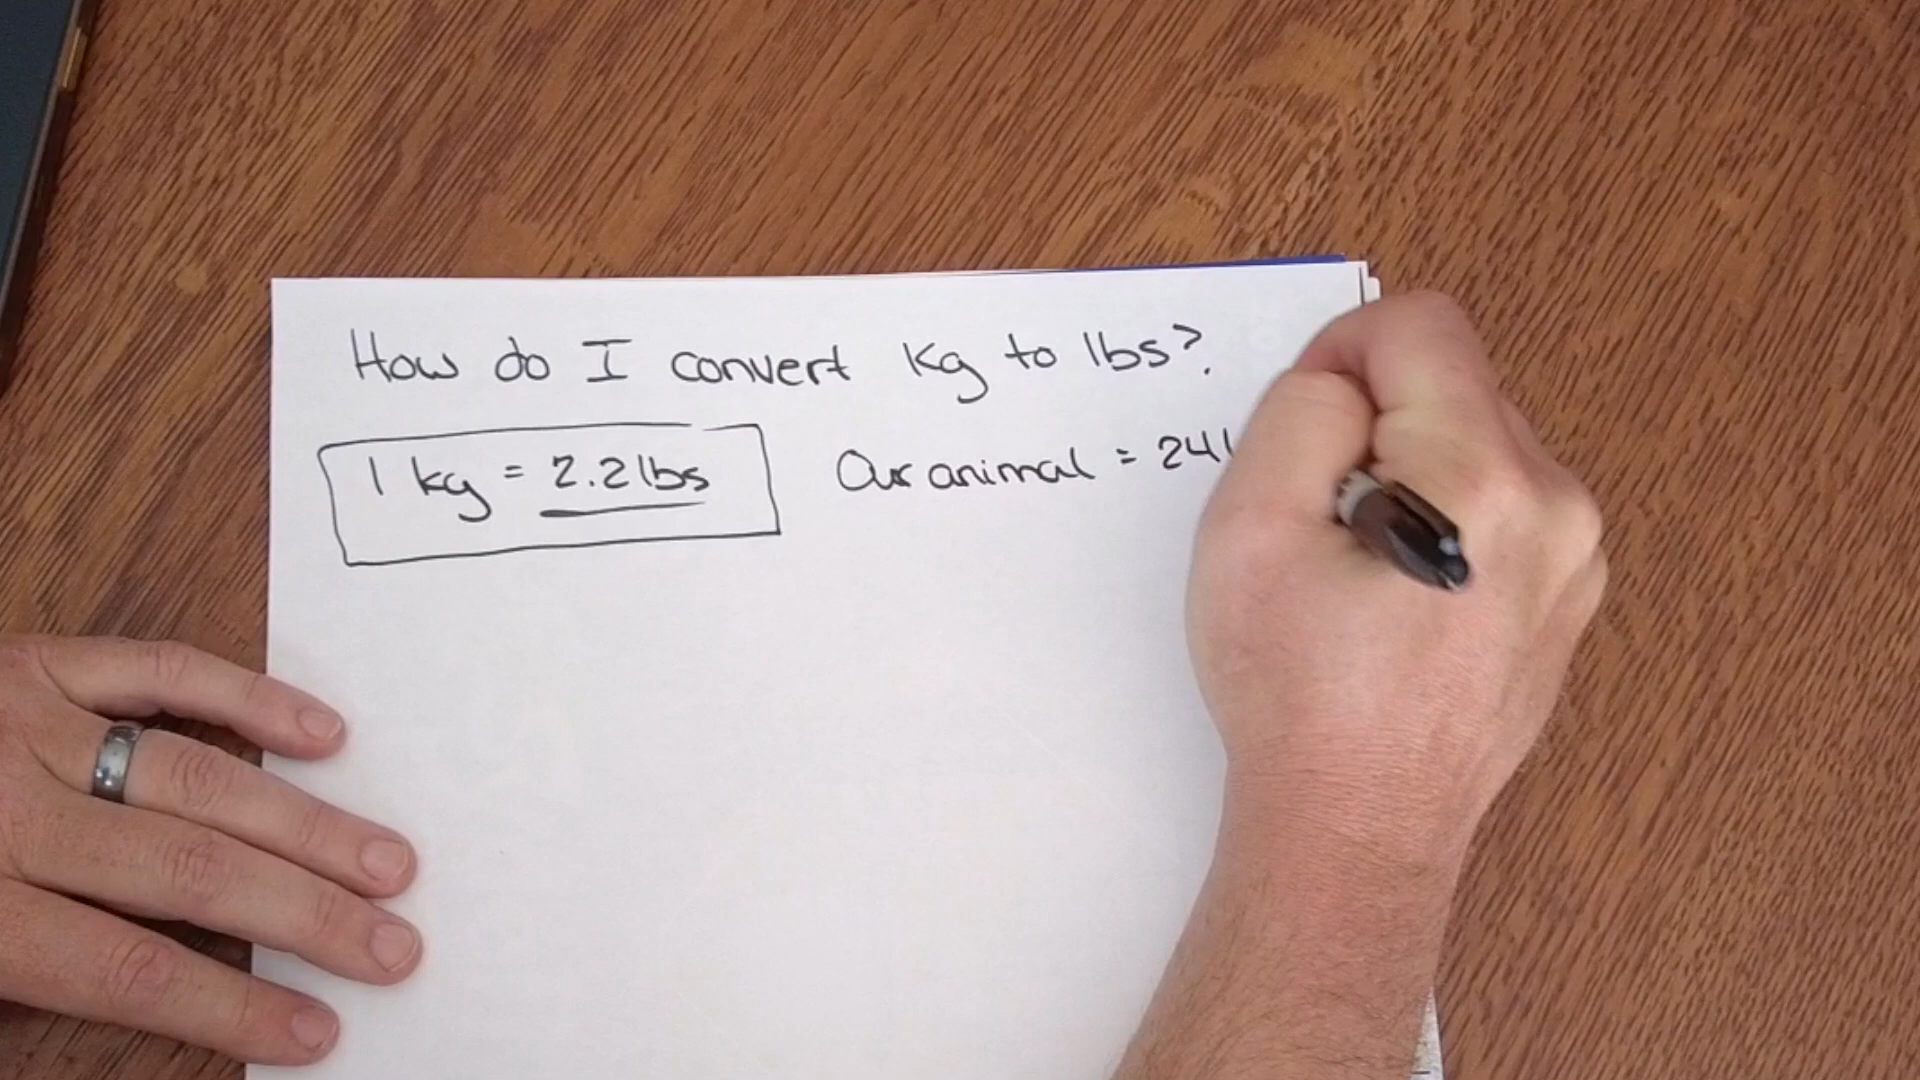 How do I convert kg to lbs?
1 kg = 2.2 lbs
Our animal = 24